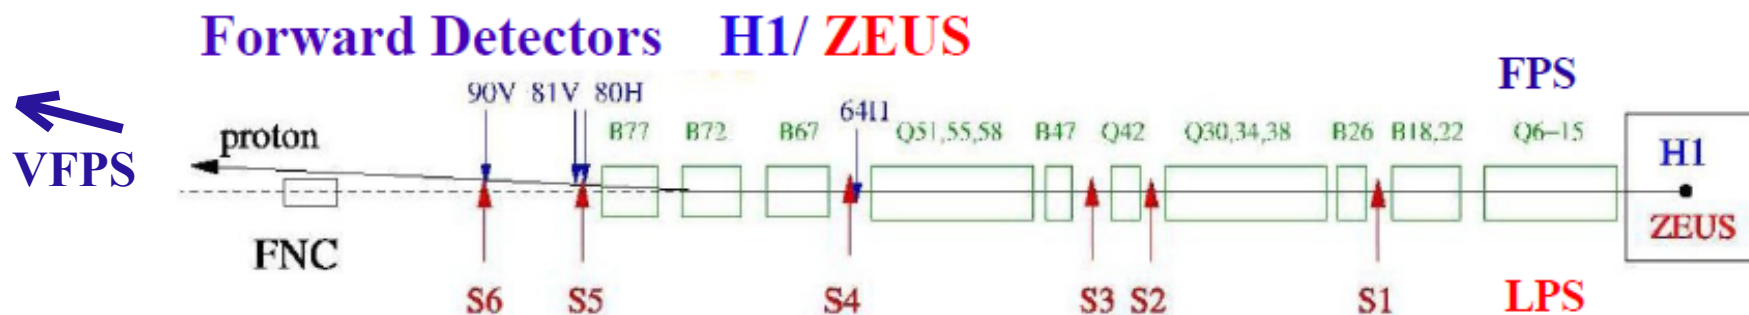 Forward Detectors H1/ ZEUS
FPS
90V 81V 80H
B77 B72 B67 Q51,55,58 B47 Q42 Q30,34,38 B26 B18,22 Q6–15
proton
VFPS
H1
ZEUS
FNC
S6 S5 S4 S3 S2 S1 LPS